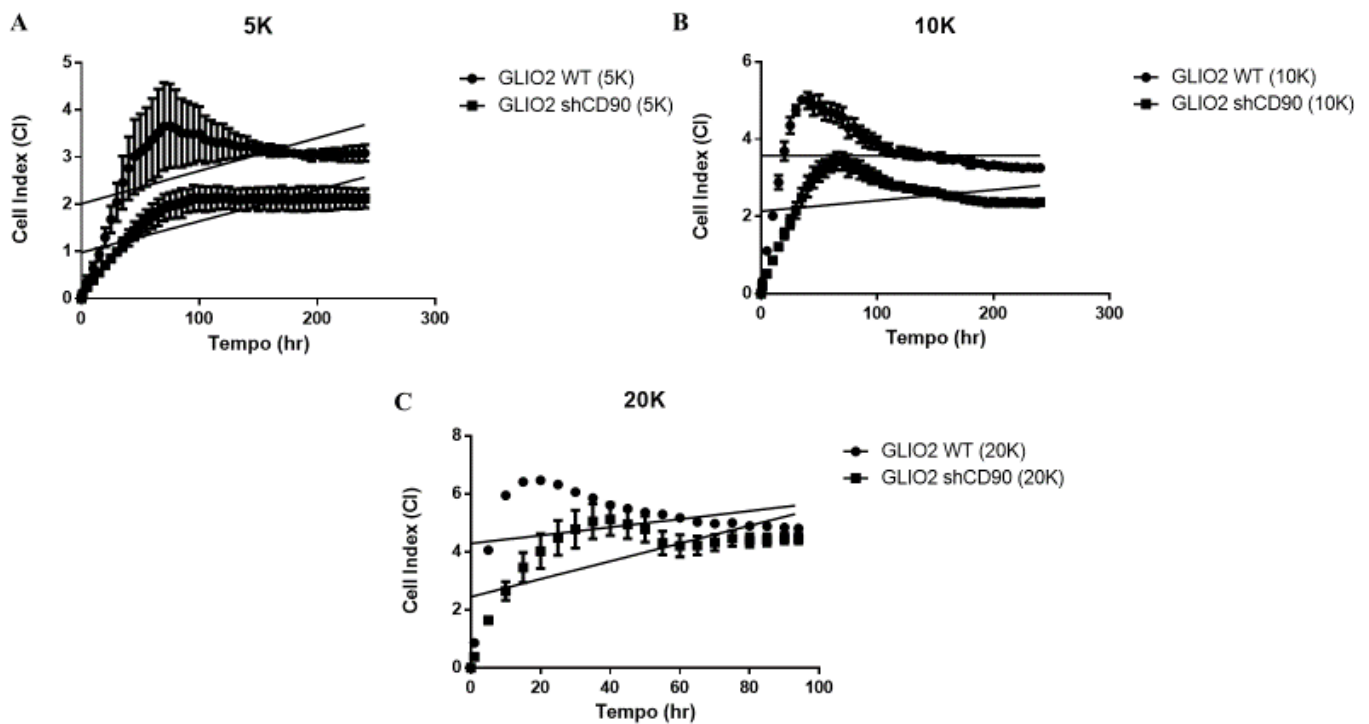 A
5K
Cell Index (CI)
5
4
3
2
1
0
0
100
200
300
Tempo (hr)
GLIO2 WT (5K)
GLIO2 shCD90 (5K)
B
10K
Cell Index (CI)
6
4
2
0
0
100
200
300
Tempo (hr)
GLIO2 WT (10K)
GLIO2 shCD90 (10K)
C
20K
Cell Index (CI)
8
6
4
2
0
0
20
40
60
80
100
Tempo (hr)
GLIO2 WT (20K)
GLIO2 shCD90 (20K)